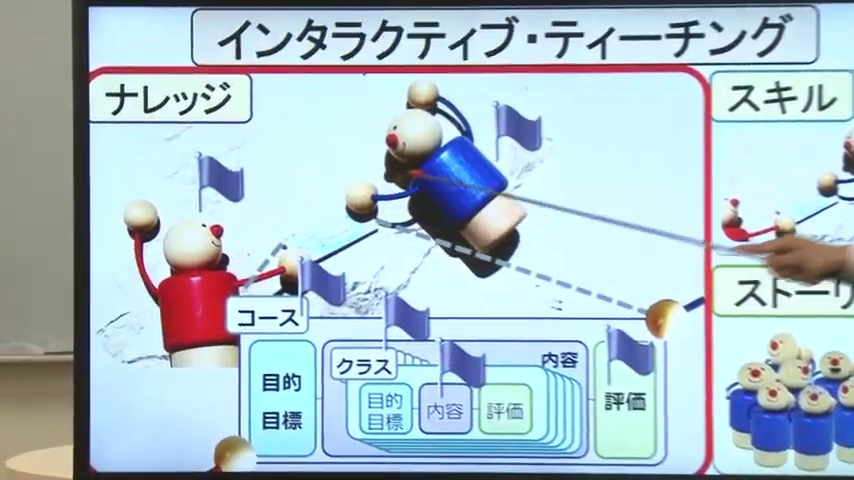 インタラクティブ・ティーチング
ナレッジ
スキル
ストーリ
コース
目的
目標
クラス
内容
目的
目標
内容
評価
評価